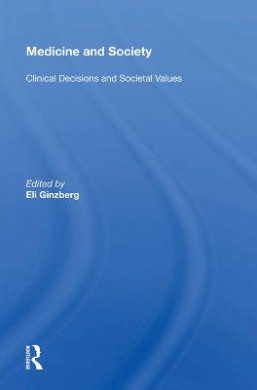 Medicine and Society
Clinical Decisions and Societal Values
Edited by
Eli Ginzberg
ROUTLEDGE